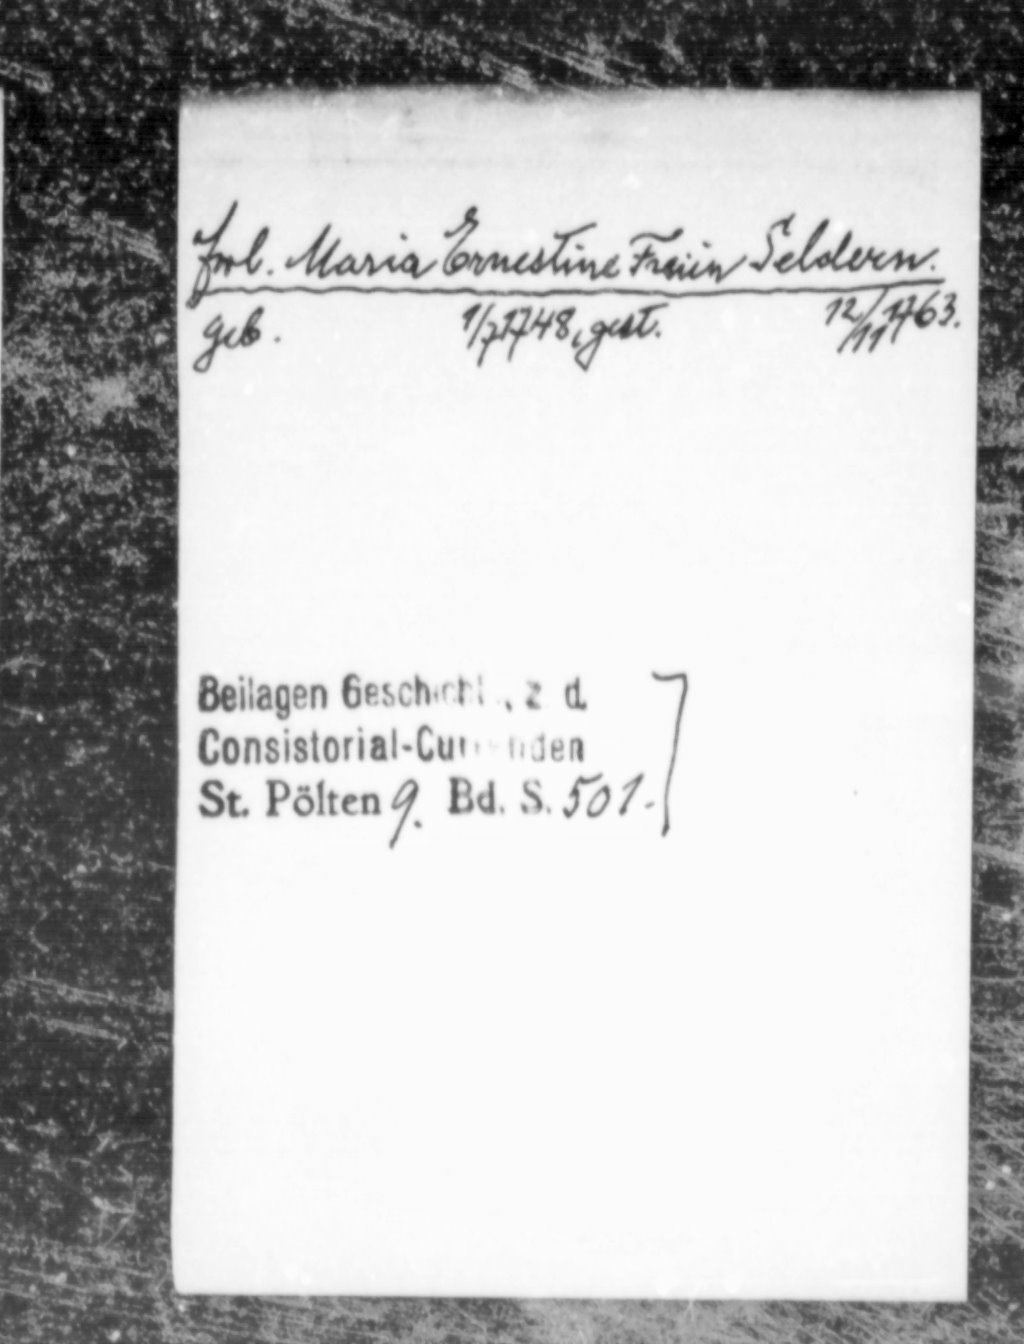 Frl. Maria Ernestine Freiin Seldern.
geb. 1/7 1748, gest. 12/11 1763.
Beilagen Geschichtl., z. d.
Consistorial-Currenden
St. Pölten 9. Bd. S. 501.